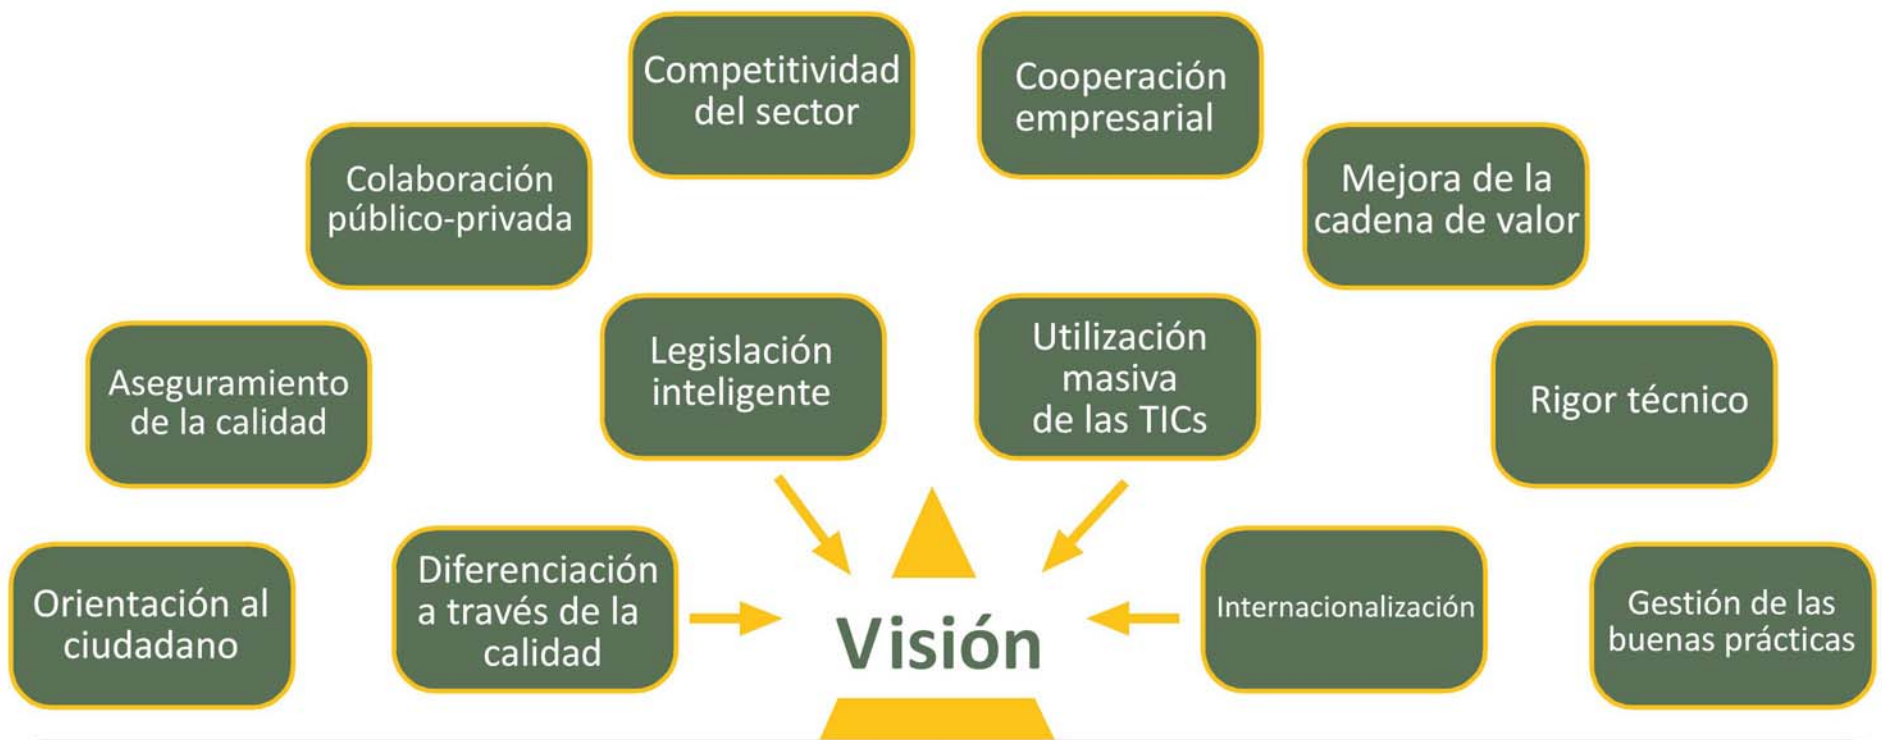 Competitividad
del sector
Cooperación
empresarial
Colaboración
público-privada
Mejora de la
cadena de valor
Aseguramiento
de la calidad
Legislación
inteligente
Utilización
masiva
de las TICs
Rigor técnico
Orientación al
ciudadano
Diferenciación
a través de la
calidad
Visión
Internacionalización
Gestión de las
buenas prácticas